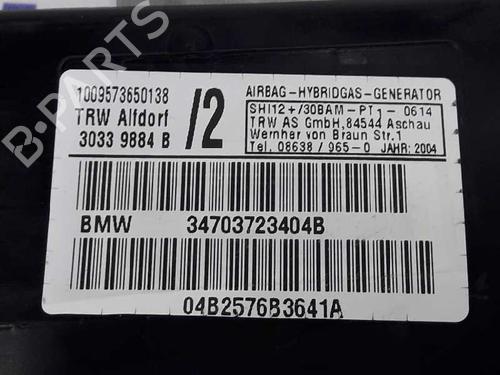 1009573650138
TRW Alfdorf
3033 9884 B
/2
AIRBAG-HYBRIDGAS-GENERATOR
SHI12+/30BAM-PT1-0614
TRW AS GmbH,84544 Aschau
Wernher von Braun Str.1
Tel. 08638/ 965-0 JAHR: 2004
BMW 34703723404B
04B2576B3641A
B-Parts